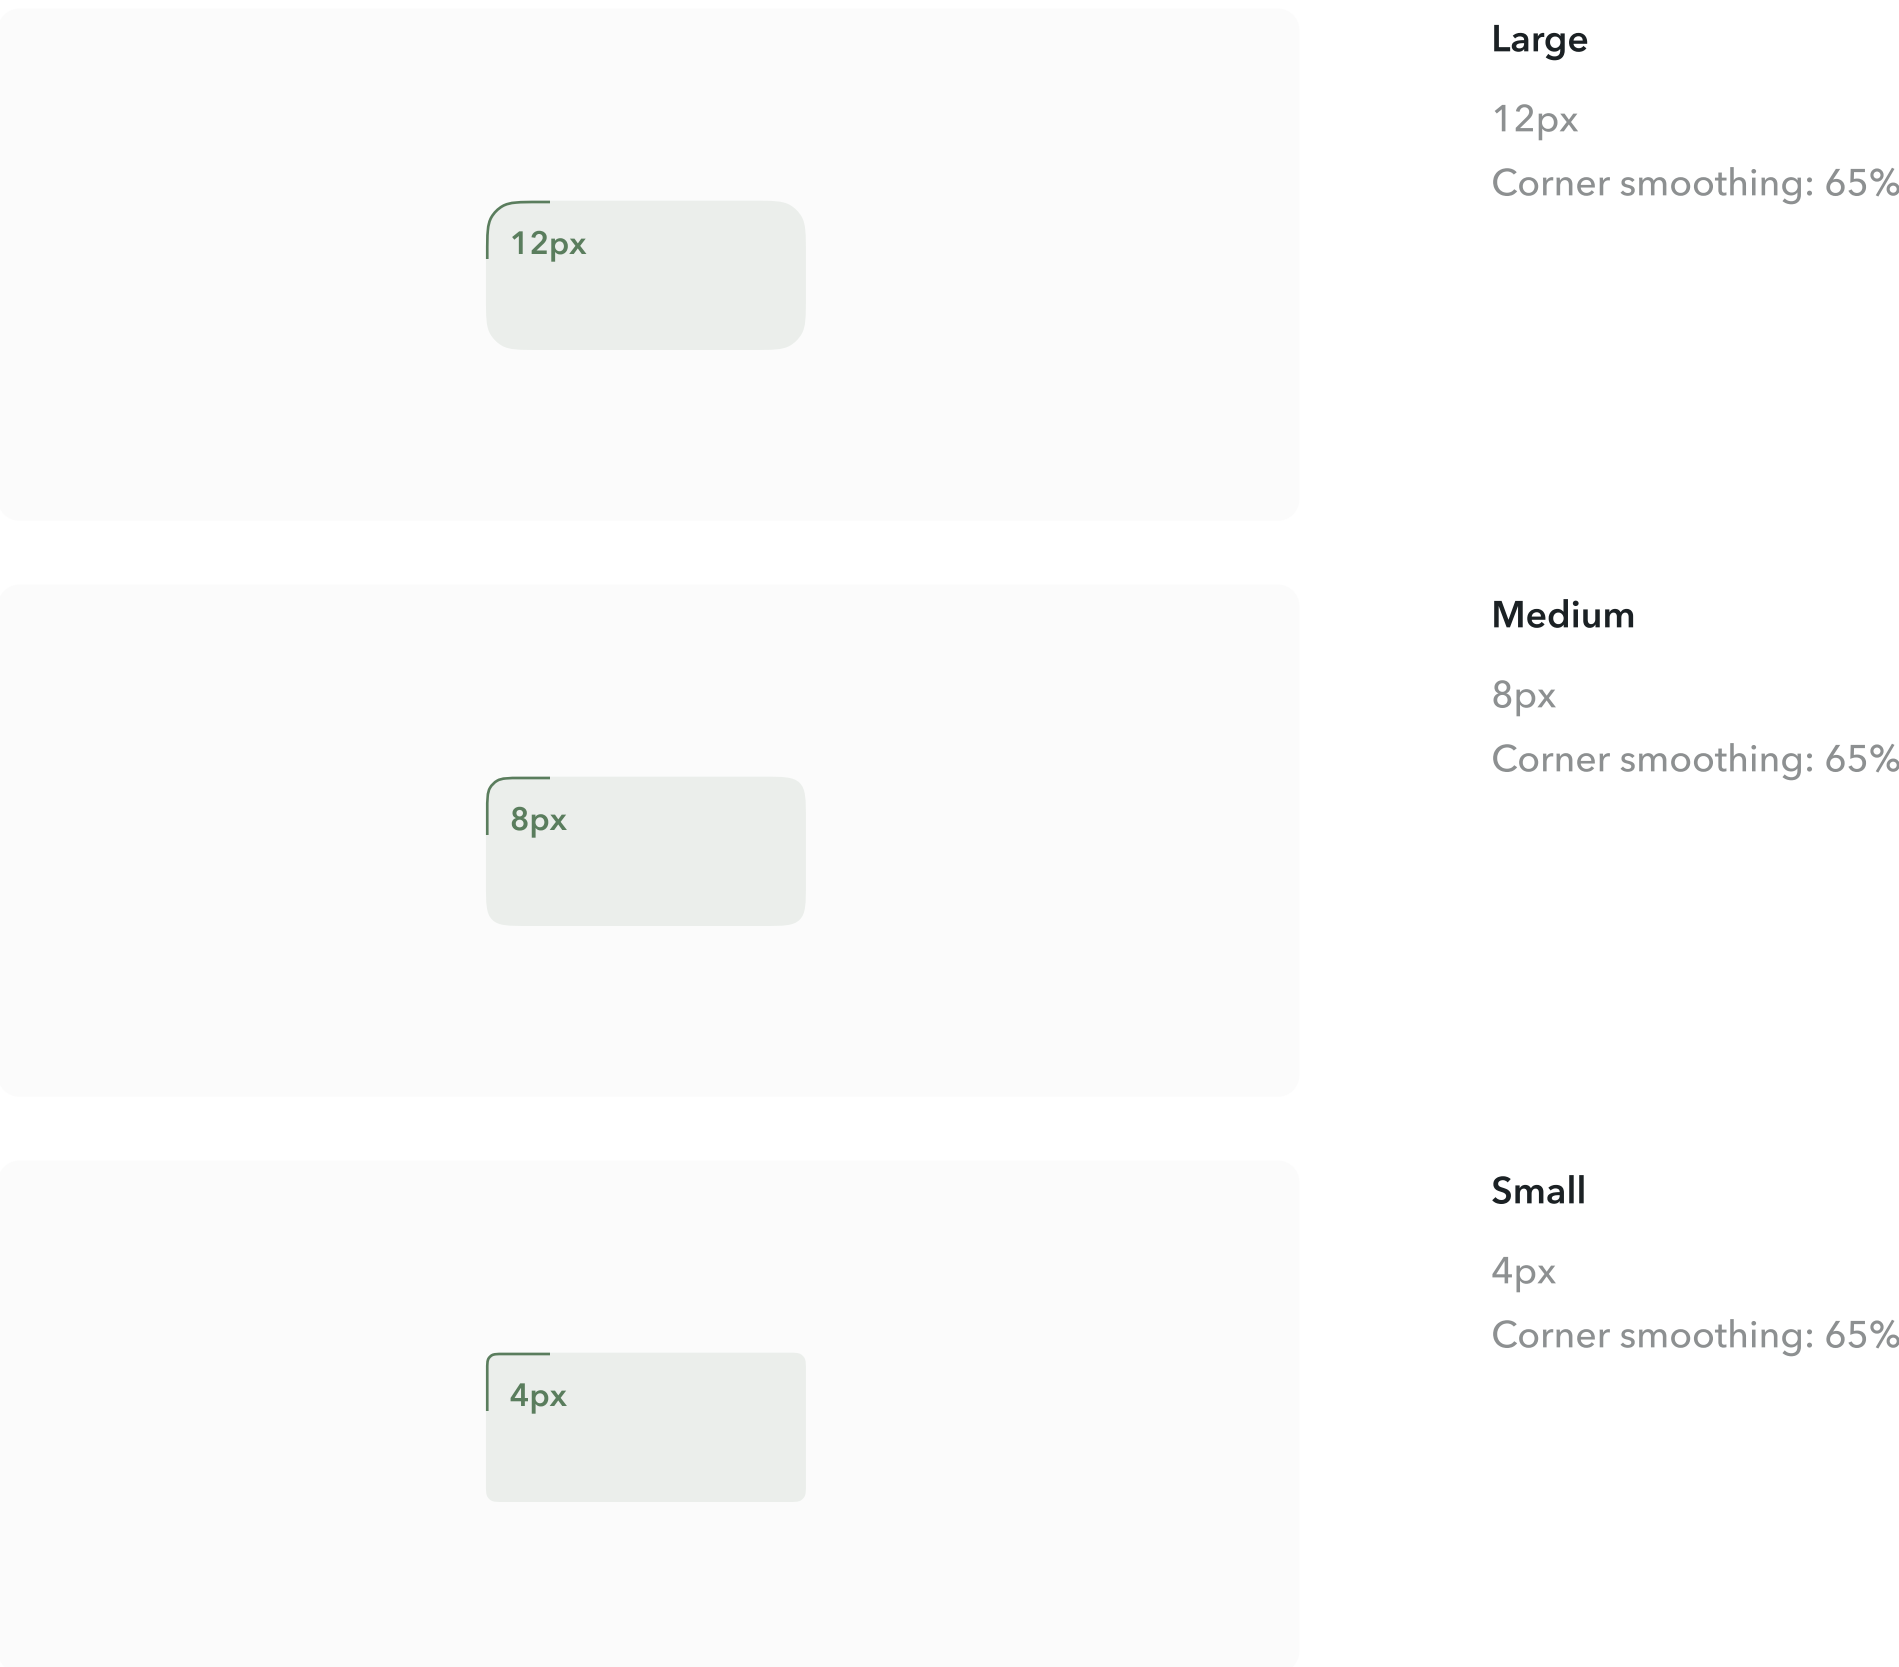 Large
12px
Corner smoothing: 65%
12px
Medium
8px
Corner smoothing: 65%
8px
Small
4px
Corner smoothing: 65%
4px